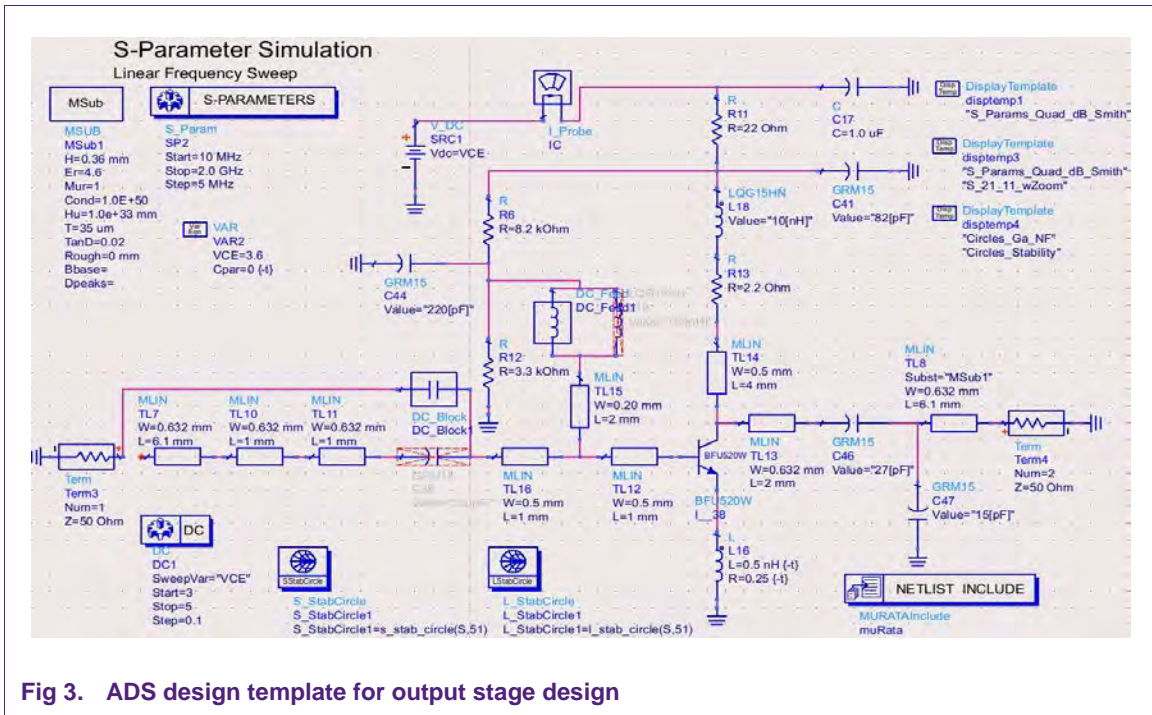 S-Parameter Simulation
Linear Frequency Sweep
MSub
MSUB
MSub1
H=0.36 mm
Er=4.6
Mur=1
Cond=1.0E+50
Hu=1.0e+33 mm
T=35 um
TanD=0.02
Rough=0 mm
Bbase=
Dpeaks=
S-PARAMETERS
S_Param
SP2
Start=10 MHz
Stop=2.0 GHz
Step=5 MHz
Var
Eqn
VAR
VAR2
VCE=3.6
Cpar=0 {-t}
V_DC
SRC1
Vdc=VCE
I_Probe
IC
R
R11
R=22 Ohm
C
C17
C=1.0 uF
Disp
Temp
DisplayTemplate
disptemp1
"S_Params_Quad_dB_Smith"
Disp
Temp
DisplayTemplate
disptemp3
"S_Params_Quad_dB_Smith"
"S_21_11_wZoom"
Disp
Temp
DisplayTemplate
disptemp4
"Circles_Ga_NF"
"Circles_Stability"
R
R6
R=8.2 kOhm
LQG15HN
L18
Value="10[nH]"
GRM15
C41
Value="82[pF]"
GRM15
C44
Value="220[pF]"
DC_Feed
DC_Feed1
R
R13
R=2.2 Ohm
R
R12
R=3.3 kOhm
MLIN
TL14
W=0.5 mm
L=4 mm
MLIN
TL8
Subst="MSub1"
W=0.632 mm
L=6.1 mm
MLIN
TL15
W=0.20 mm
L=2 mm
DC_Block
DC_Block1
MLIN
TL7
W=0.632 mm
L=6.1 mm
MLIN
TL10
W=0.632 mm
L=1 mm
MLIN
TL11
W=0.632 mm
L=1 mm
Term
Term3
Num=1
Z=50 Ohm
MLIN
TL16
W=0.5 mm
L=1 mm
MLIN
TL12
W=0.5 mm
L=1 mm
BFU520W
BFU520W
I__38
MLIN
TL13
W=0.632 mm
L=2 mm
GRM15
C46
Value="27[pF]"
Term
Term4
Num=2
Z=50 Ohm
GRM15
C47
Value="15[pF]"
L
L16
L=0.5 nH {-t}
R=0.25 {-t}
DC
DC
DC1
SweepVar="VCE"
Start=3
Stop=5
Step=0.1
SStabCircle
S_StabCircle
S_StabCircle1
S_StabCircle1=s_stab_circle(S,51)
LStabCircle
L_StabCircle
L_StabCircle1
L_StabCircle1=l_stab_circle(S,51)
NETLIST INCLUDE
MURATAInclude
muRata
Fig 3. ADS design template for output stage design